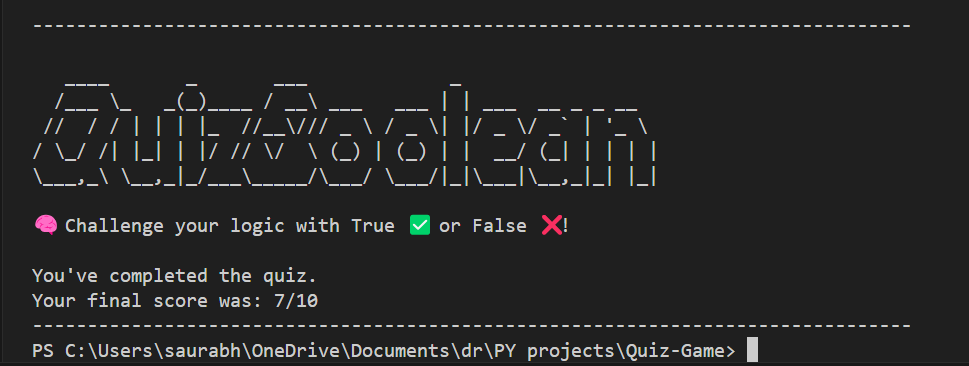 --------------------------------------------------------------------------------
QuizBoolean
🧠 Challenge your logic with True ✅ or False ❌!
You've completed the quiz.
Your final score was: 7/10
--------------------------------------------------------------------------------
PS C:\Users\saurabh\OneDrive\Documents\dr\PY projects\Quiz-Game>